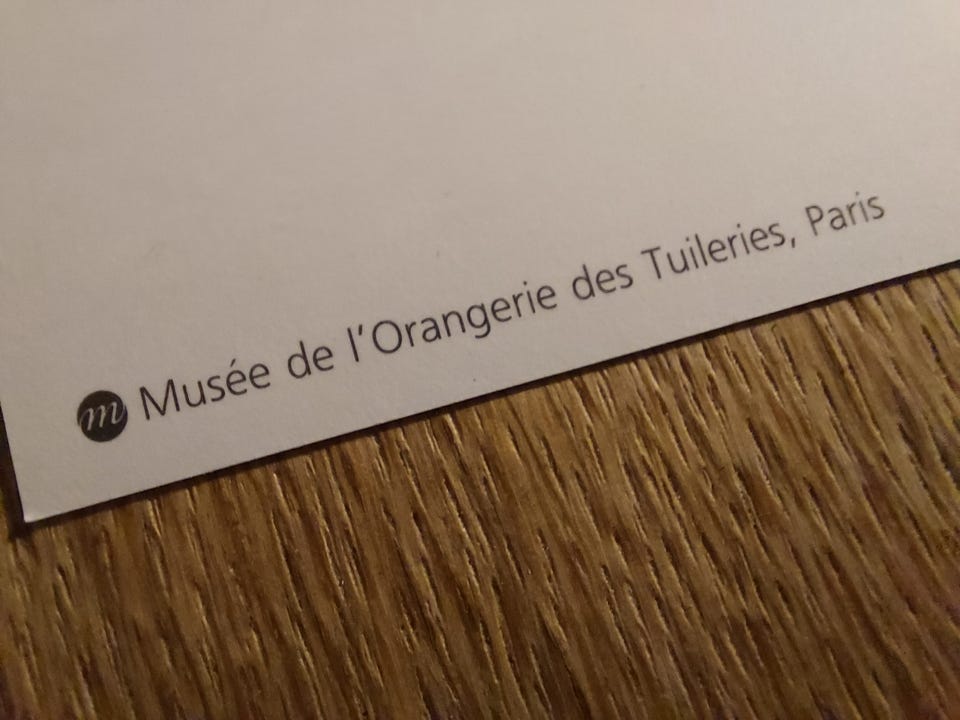 m Musée de l'Orangerie des Tuileries, Paris